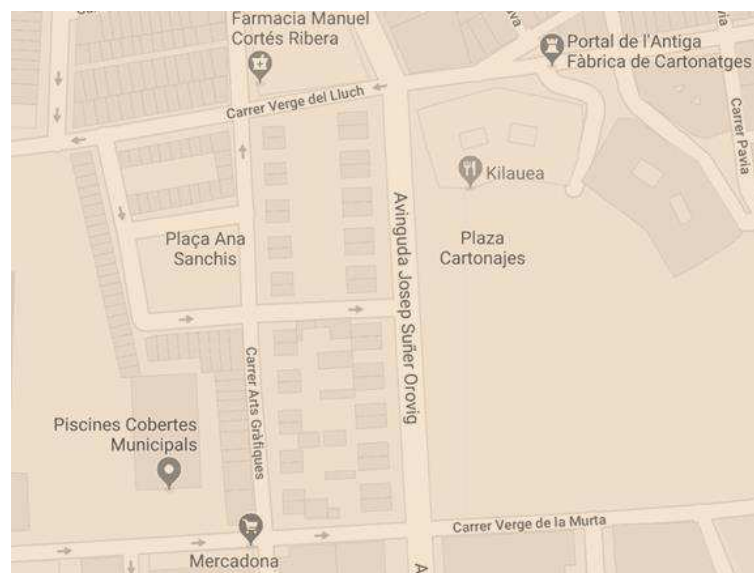 Farmacia Manuel
Cortés Ribera
Portal de l'Antiga
Fàbrica de Cartonatges
Carrer Verge del Lluch
Carrer Pavia
Kilauea
Avinguda Josep Suñer Orovig
Plaça Ana
Sanchis
Plaza
Cartonajes
Carrer Arts Gràfiques
Piscines Cobertes
Municipals
Carrer Verge de la Murta
Mercadona